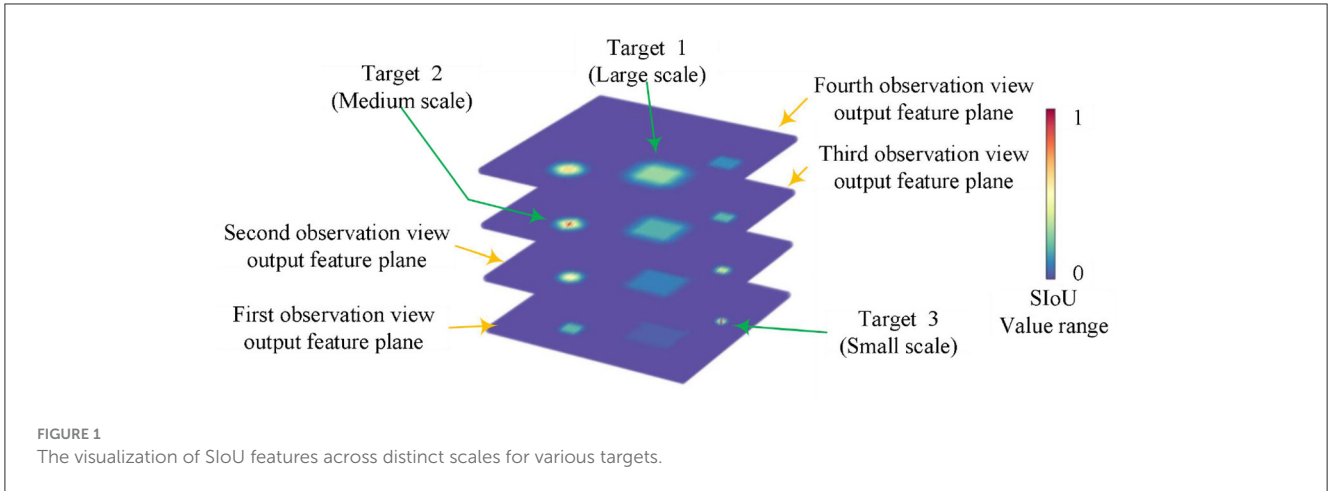 Target 1
(Large scale)
Target 2
(Medium scale)
Fourth observation view
output feature plane
Third observation view
output feature plane
1
0
SIoU
Value range
Second observation view
output feature plane
First observation view
output feature plane
Target 3
(Small scale)
FIGURE 1
The visualization of SIoU features across distinct scales for various targets.